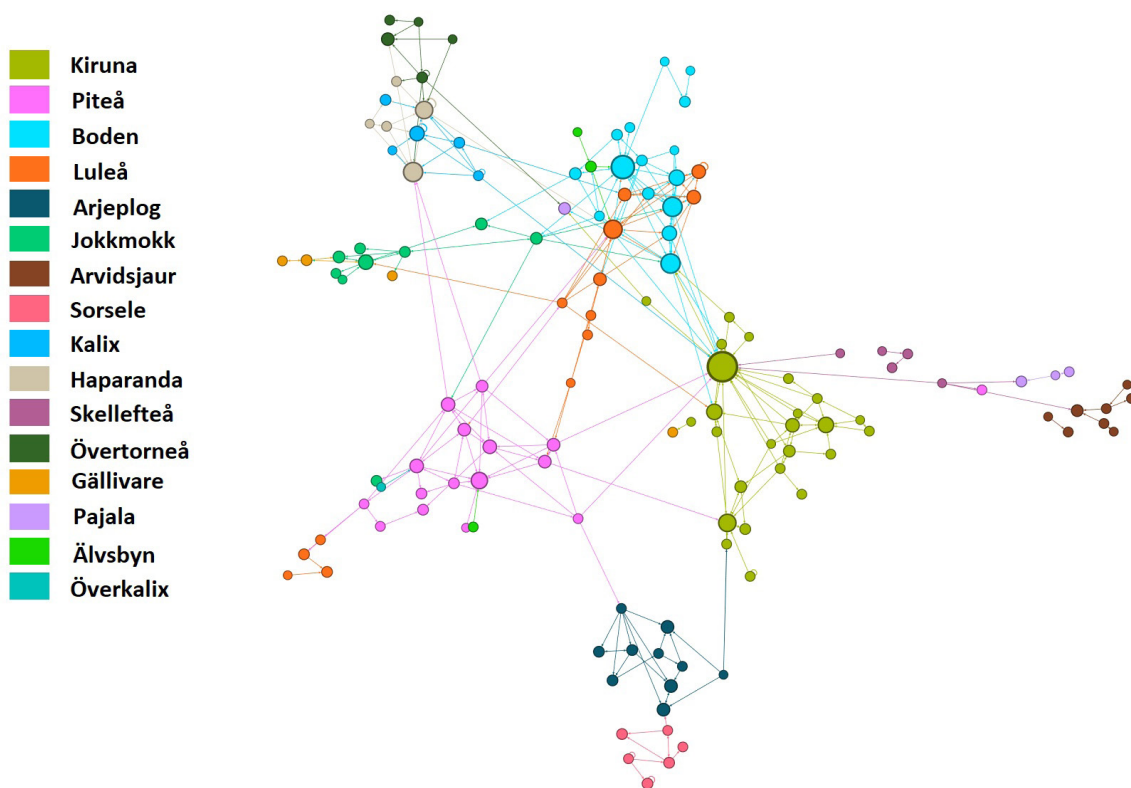 Kiruna
Piteå
Boden
Luleå
Arjeplog
Jokkmokk
Arvidsjaur
Sorsele
Kalix
Haparanda
Skellefteå
Övertorneå
Gällivare
Pajala
Älvsbyn
Överkalix